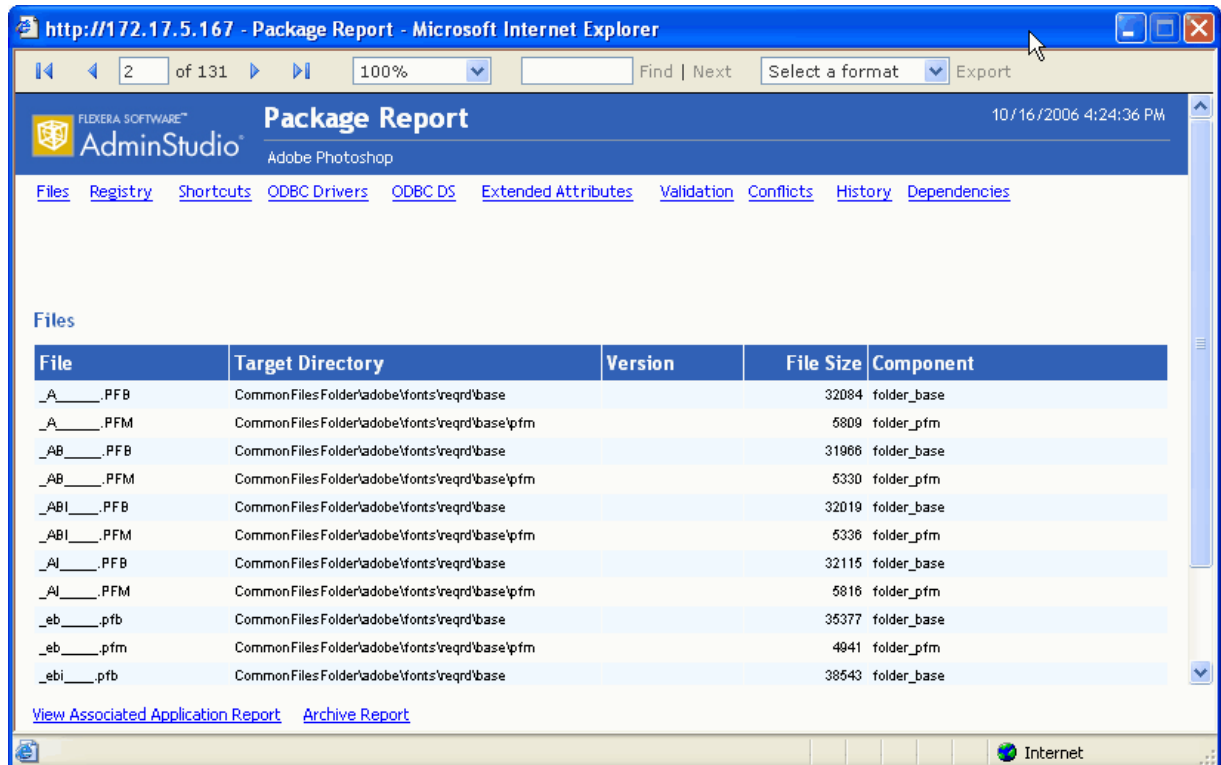 http://172.17.5.167 - Package Report - Microsoft Internet Explorer
2 of 131 100% Find | Next Select a format Export
FLEXERA SOFTWARE™
AdminStudio®
Package Report
10/16/2006 4:24:36 PM
Adobe Photoshop
Files Registry Shortcuts ODBC Drivers ODBC DS Extended Attributes Validation Conflicts History Dependencies
Files
File Target Directory Version File Size Component
_A______.PFB CommonFilesFolder\adobe\fonts\reqrd\base 32084 folder_base
_A______.PFM CommonFilesFolder\adobe\fonts\reqrd\base\pfm 5809 folder_pfm
_AB_____.PFB CommonFilesFolder\adobe\fonts\reqrd\base 31966 folder_base
_AB_____.PFM CommonFilesFolder\adobe\fonts\reqrd\base\pfm 5330 folder_pfm
_ABI____.PFB CommonFilesFolder\adobe\fonts\reqrd\base 32019 folder_base
_ABI____.PFM CommonFilesFolder\adobe\fonts\reqrd\base\pfm 5336 folder_pfm
_AI_____.PFB CommonFilesFolder\adobe\fonts\reqrd\base 32115 folder_base
_AI_____.PFM CommonFilesFolder\adobe\fonts\reqrd\base\pfm 5816 folder_pfm
_eb_____.pfb CommonFilesFolder\adobe\fonts\reqrd\base 35377 folder_base
_eb_____.pfm CommonFilesFolder\adobe\fonts\reqrd\base\pfm 4941 folder_pfm
_ebi____.pfb CommonFilesFolder\adobe\fonts\reqrd\base 38543 folder_base
View Associated Application Report Archive Report
Internet